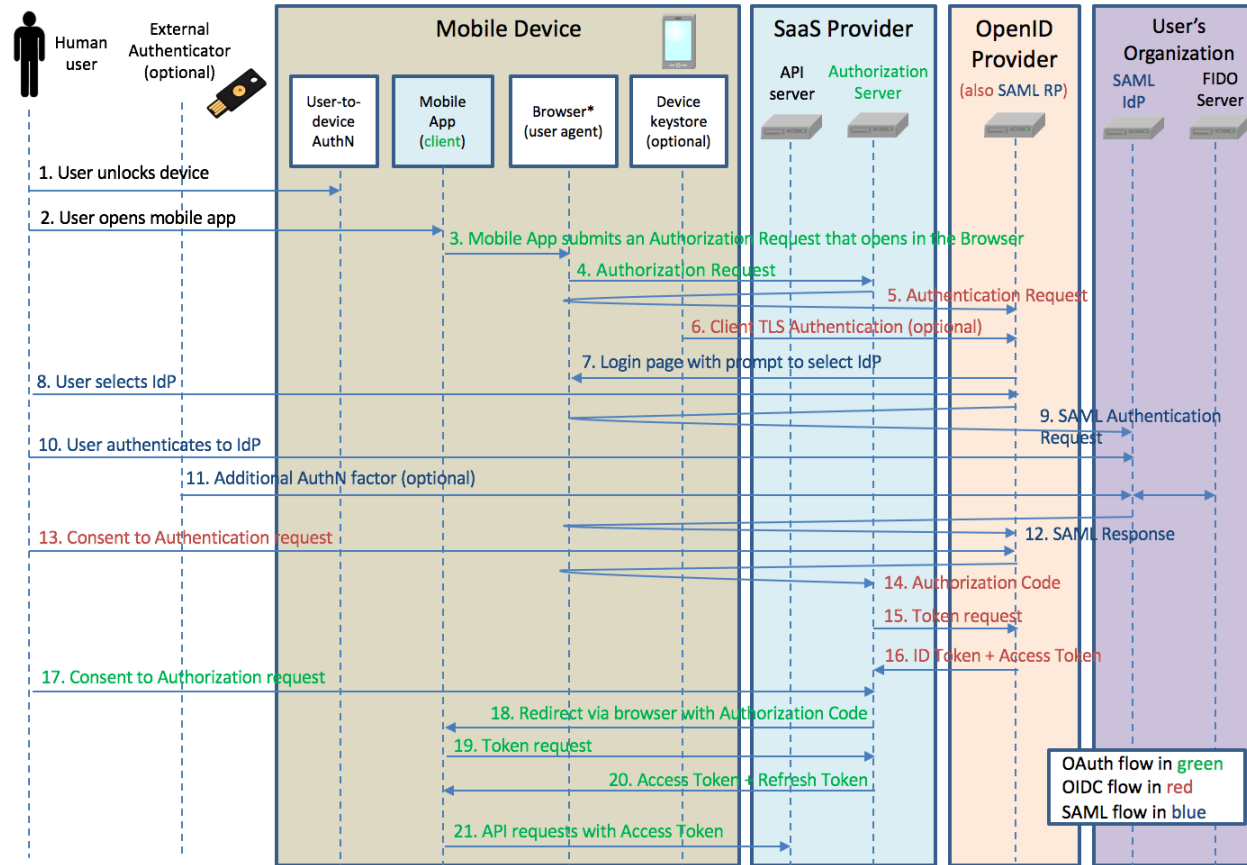 Human
user
External
Authenticator
(optional)
Mobile Device
SaaS Provider
OpenID
Provider
(also SAML RP)
User's
Organization
User-to-
device
AuthN
Mobile
App
(client)
Browser*
(user agent)
Device
keystore
(optional)
API
server
Authorization
Server
SAML
IdP
FIDO
Server
1. User unlocks device
2. User opens mobile app
3. Mobile App submits an Authorization Request that opens in the Browser
4. Authorization Request
5. Authentication Request
6. Client TLS Authentication (optional)
7. Login page with prompt to select IdP
8. User selects IdP
9. SAML Authentication
Request
10. User authenticates to IdP
11. Additional AuthN factor (optional)
12. SAML Response
13. Consent to Authentication request
14. Authorization Code
15. Token request
16. ID Token + Access Token
17. Consent to Authorization request
18. Redirect via browser with Authorization Code
19. Token request
20. Access Token + Refresh Token
21. API requests with Access Token
OAuth flow in green
OIDC flow in red
SAML flow in blue